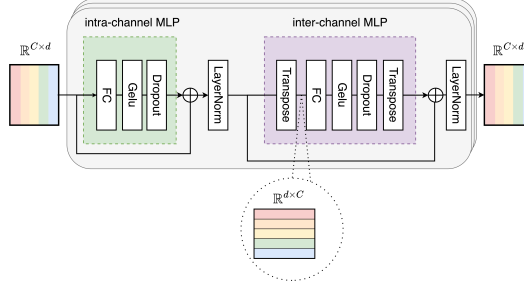 intra-channel MLP
inter-channel MLP
ℝ^{C×d}
FC
Gelu
Dropout
LayerNorm
Transpose
FC
Gelu
Dropout
Transpose
LayerNorm
ℝ^{C×d}
ℝ^{d×C}